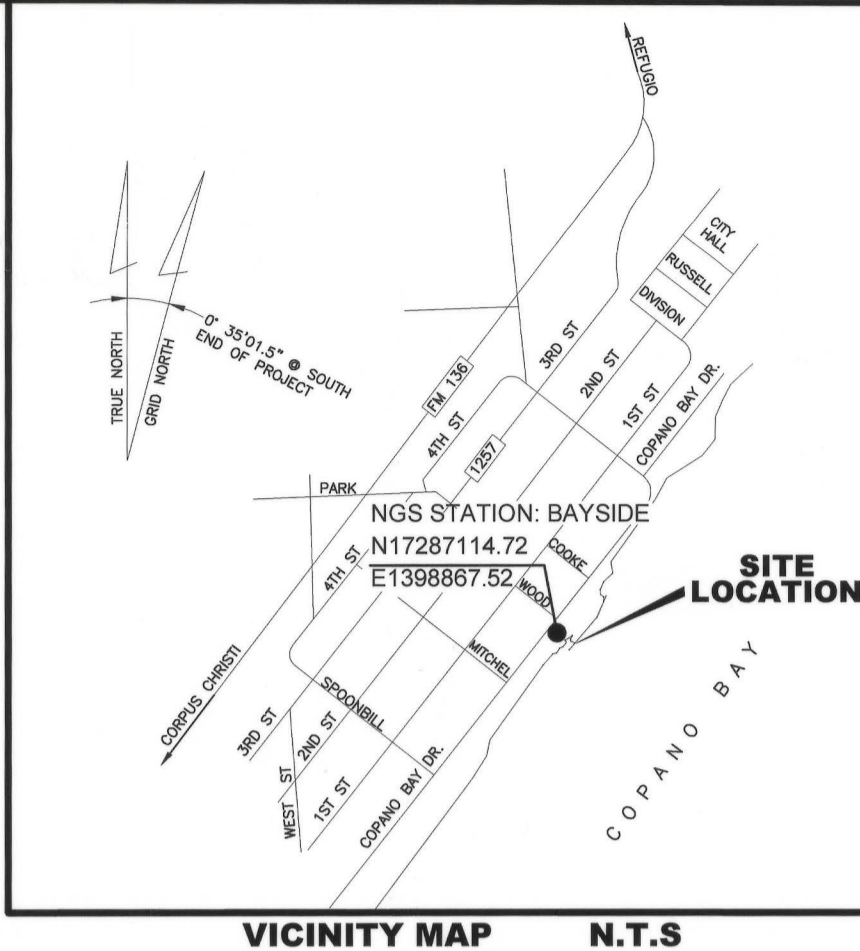 REFUGIO
CITY
HALL
RUSSELL
DIVISION
TRUE NORTH
GRID NORTH
0° 35'01.5" @ SOUTH
END OF PROJECT
3RD ST
2ND ST
1ST ST
COPANO BAY DR.
FM 136
4TH ST
1257
PARK
NGS STATION: BAYSIDE
N17287114.72
E1398867.52
4TH ST
COOKE
WOOD
SITE
LOCATION
MITCHEL
SPOONBILL
CORPUS CHRISTI
3RD ST
2ND ST
WEST ST
1ST ST
COPANO BAY DR.
COPANO BAY
VICINITY MAP N.T.S